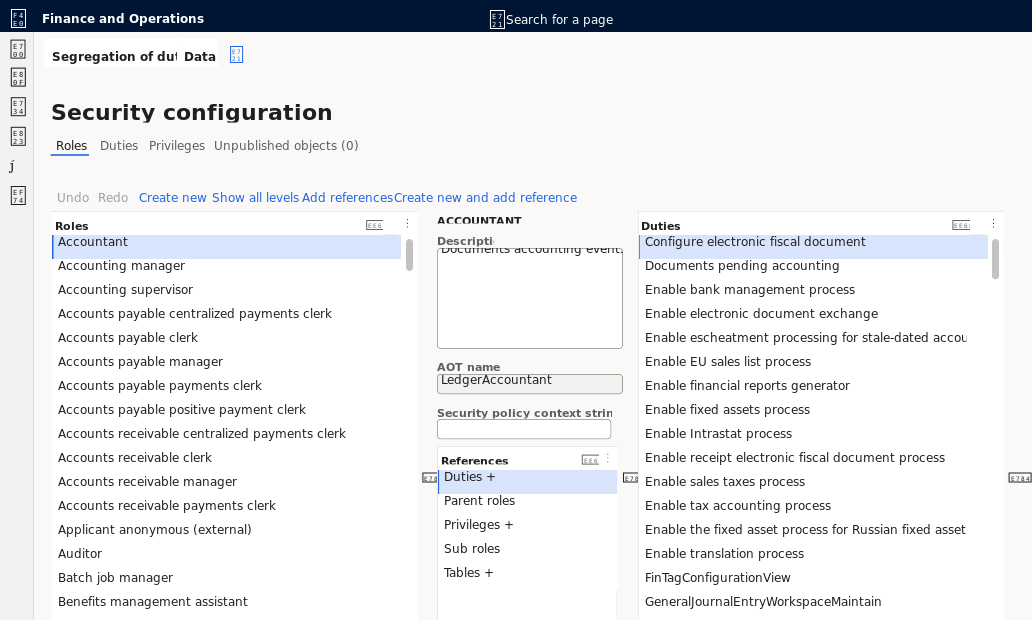 Finance and Operations
Search for a page
Segregation of dut
Data
Security configuration
Roles Duties Privileges Unpublished objects (0)
Undo Redo Create new Show all levels Add references Create new and add reference
Roles
Accountant
Accounting manager
Accounting supervisor
Accounts payable centralized payments clerk
Accounts payable clerk
Accounts payable manager
Accounts payable payments clerk
Accounts payable positive payment clerk
Accounts receivable centralized payments clerk
Accounts receivable clerk
Accounts receivable manager
Accounts receivable payments clerk
Applicant anonymous (external)
Auditor
Batch job manager
Benefits management assistant
ACCOUNTANT
Descripti
Documents accounting event
AOT name
LedgerAccountant
Security policy context strin
References
Duties +
Parent roles
Privileges +
Sub roles
Tables +
Duties
Configure electronic fiscal document
Documents pending accounting
Enable bank management process
Enable electronic document exchange
Enable escheatment processing for stale-dated accou
Enable EU sales list process
Enable financial reports generator
Enable fixed assets process
Enable Intrastat process
Enable receipt electronic fiscal document process
Enable sales taxes process
Enable tax accounting process
Enable the fixed asset process for Russian fixed asset
Enable translation process
FinTagConfigurationView
GeneralJournalEntryWorkspaceMaintain